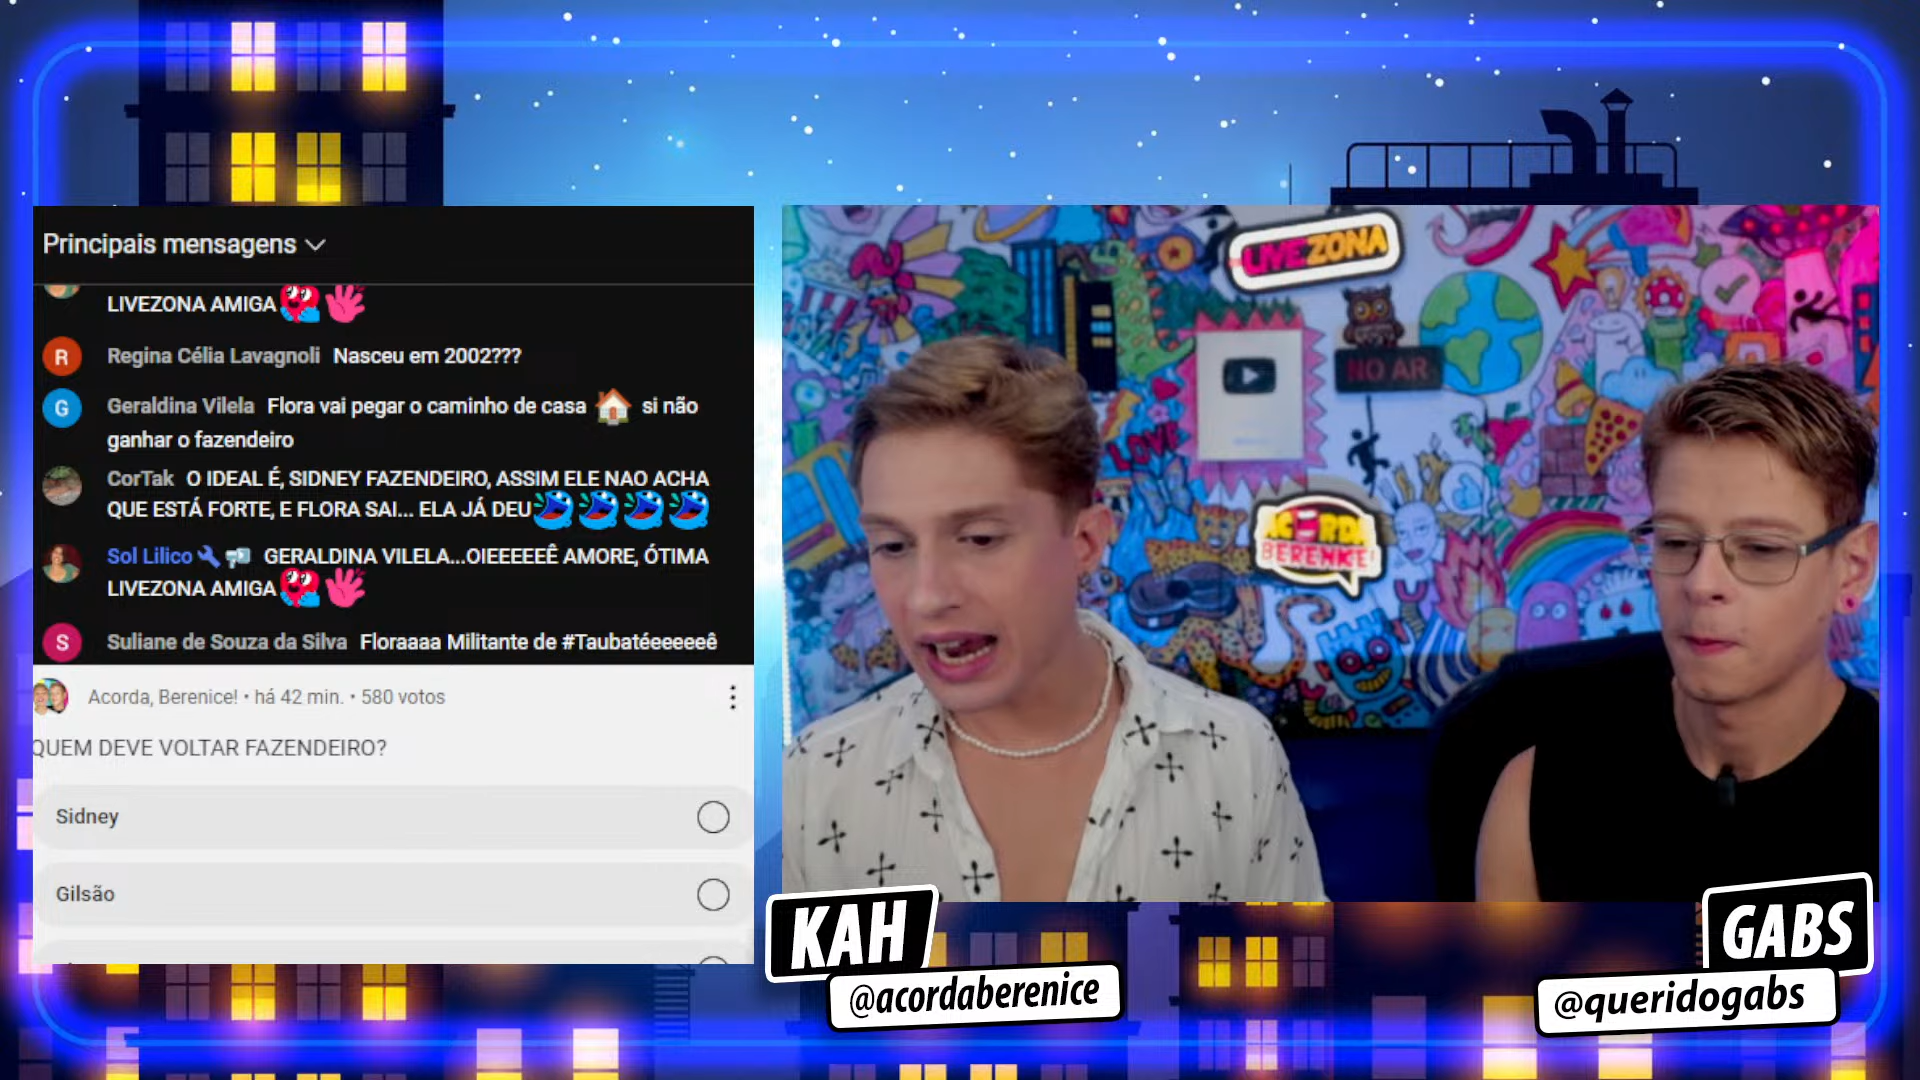 Principais mensagens
LIVEZONA AMIGA
R Regina Célia Lavagnoli Nasceu em 2002???
G Geraldina Vilela Flora vai pegar o caminho de casa si não
ganhar o fazendeiro
CorTak O IDEAL É, SIDNEY FAZENDEIRO, ASSIM ELE NAO ACHA
QUE ESTÁ FORTE, E FLORA SAI... ELA JÁ DEU
Sol Lilico GERALDINA VILELA...OIEEEEEÊ AMORE, ÓTIMA
LIVEZONA AMIGA
S Suliane de Souza da Silva Floraaaa Militante de #Taubatéeeeeeê
Acorda, Berenice! • há 42 min. • 580 votos
QUEM DEVE VOLTAR FAZENDEIRO?
Sidney
Gilsão
LIVEZONA
NO AR
LOVE
ACORDA
BERENICE!
KAH
@acordaberenice
GABS
@queridogabs